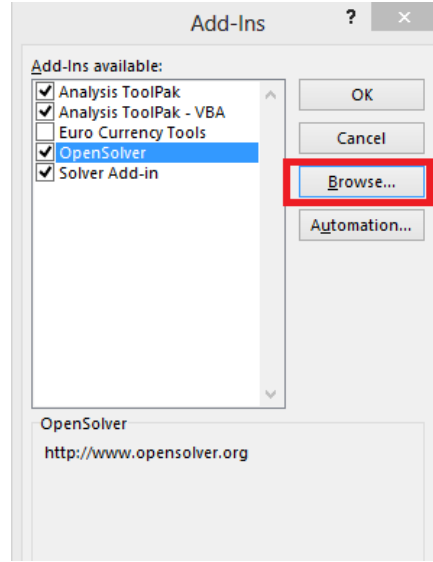 Add-Ins
?
×
Add-Ins available:
Analysis ToolPak
Analysis ToolPak - VBA
Euro Currency Tools
OpenSolver
Solver Add-in
OK
Cancel
Browse...
Automation...
OpenSolver
http://www.opensolver.org